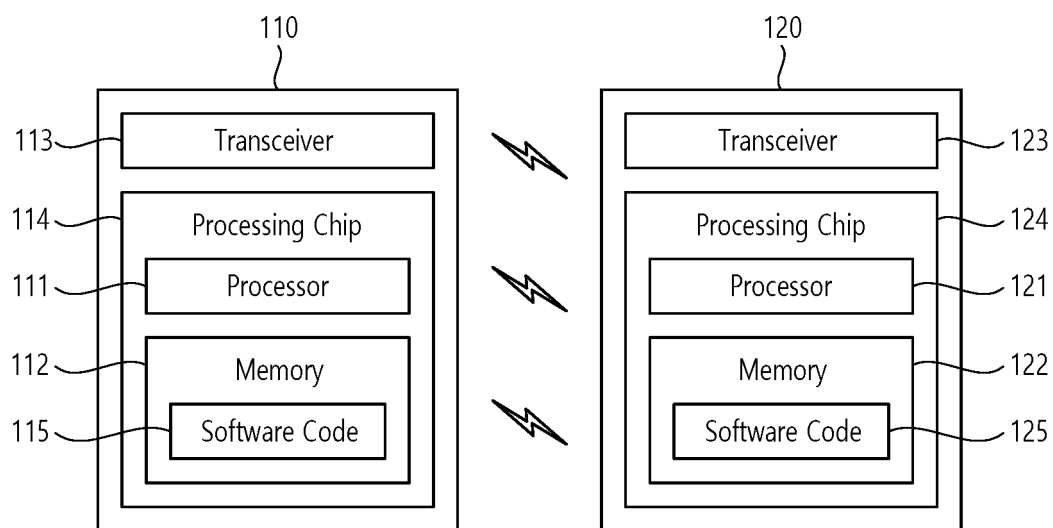 110 120
113 Transceiver Transceiver 123
114 Processing Chip Processing Chip 124
111 Processor Processor 121
112 Memory Memory 122
115 Software Code Software Code 125